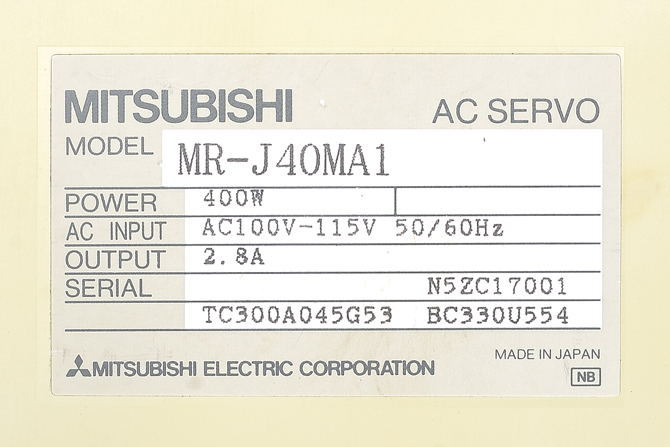 MITSUBISHI AC SERVO
MODEL MR-J40MA1
POWER 400W
AC INPUT AC100V-115V 50/60Hz
OUTPUT 2.8A
SERIAL N5ZC17001
TC300A045G53 BC330U554
MITSUBISHI ELECTRIC CORPORATION
MADE IN JAPAN
NB